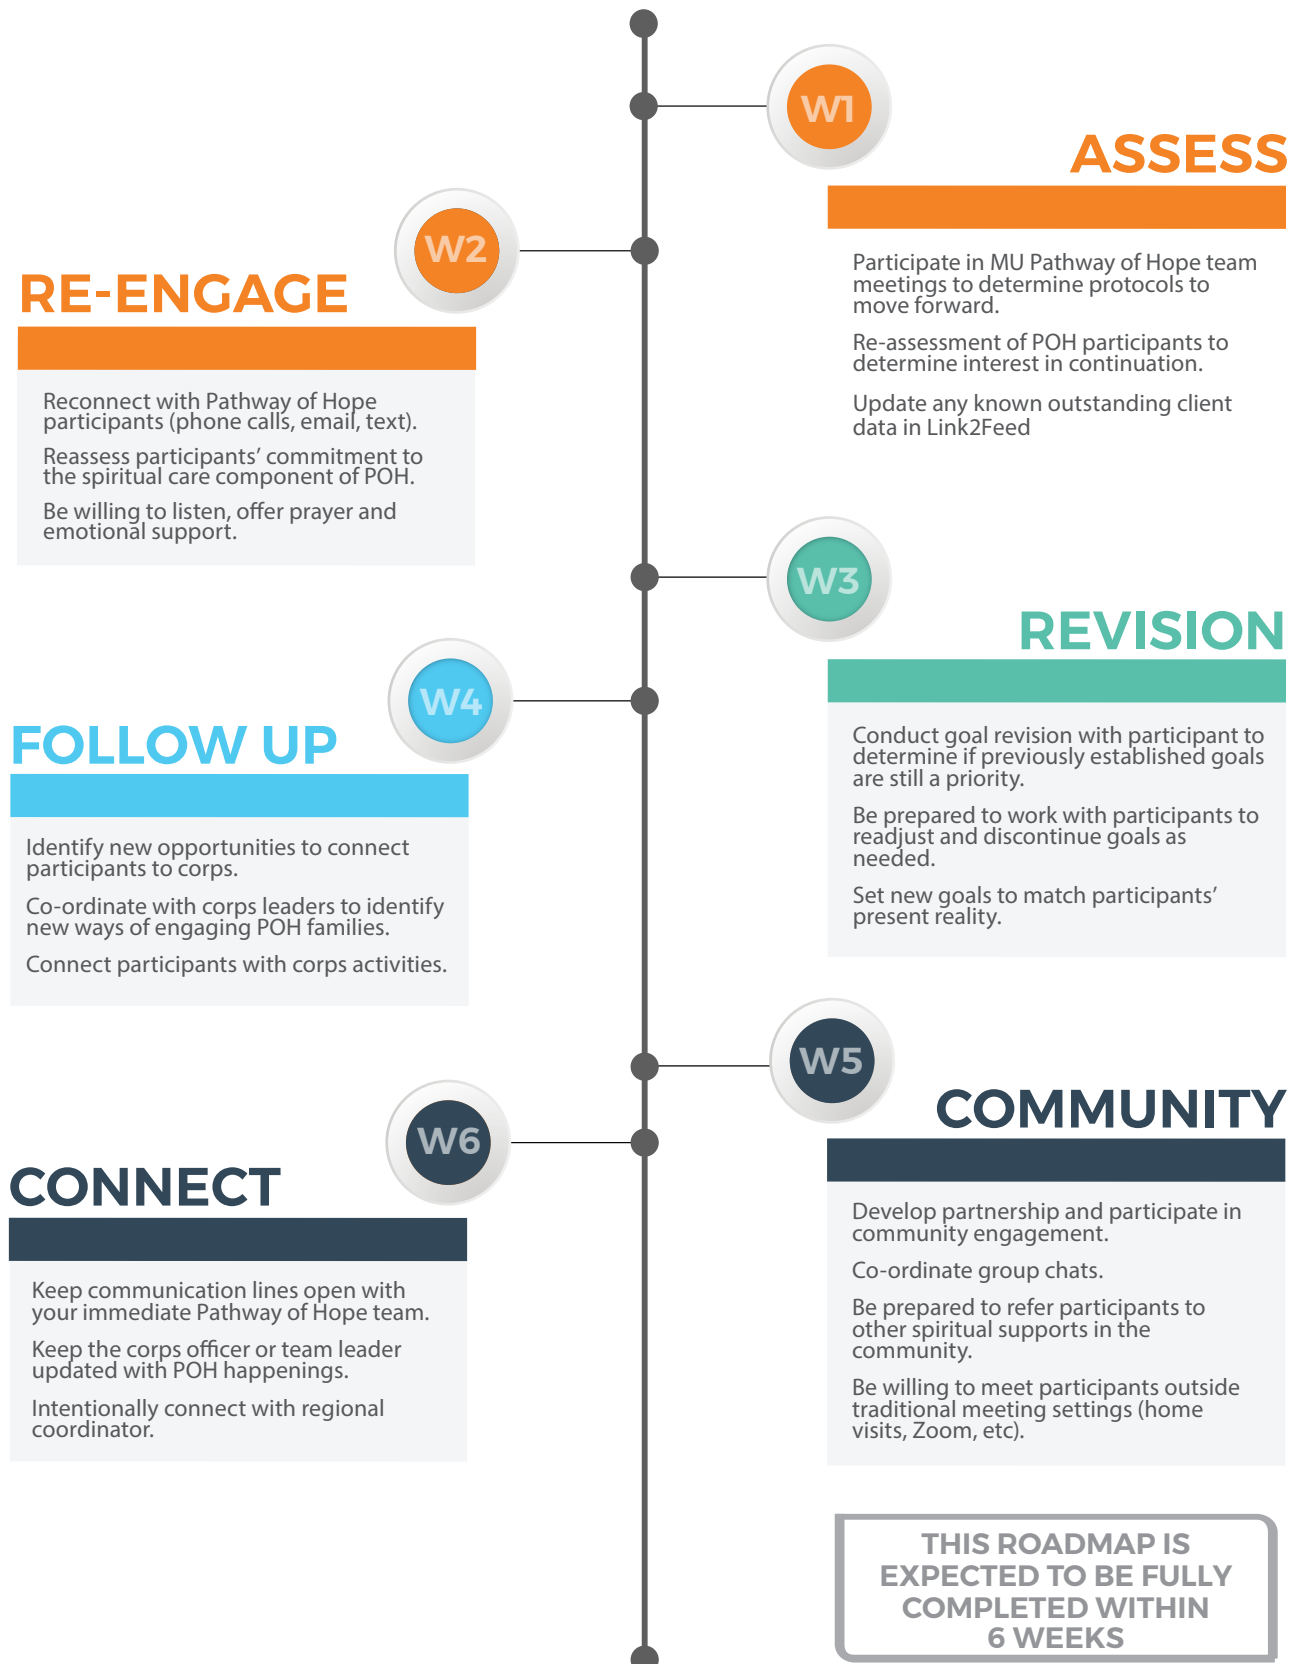 W1
ASSESS
Participate in MU Pathway of Hope team
meetings to determine protocols to
move forward.
Re-assessment of POH participants to
determine interest in continuation.
Update any known outstanding client
data in Link2Feed
W2
RE-ENGAGE
Reconnect with Pathway of Hope
participants (phone calls, email, text).
Reassess participants’ commitment to
the spiritual care component of POH.
Be willing to listen, offer prayer and
emotional support.
W3
REVISION
Conduct goal revision with participant to
determine if previously established goals
are still a priority.
Be prepared to work with participants to
readjust and discontinue goals as
needed.
Set new goals to match participants’
present reality.
W4
FOLLOW UP
Identify new opportunities to connect
participants to corps.
Co-ordinate with corps leaders to identify
new ways of engaging POH families.
Connect participants with corps activities.
W5
COMMUNITY
Develop partnership and participate in
community engagement.
Co-ordinate group chats.
Be prepared to refer participants to
other spiritual supports in the
community.
Be willing to meet participants outside
traditional meeting settings (home
visits, Zoom, etc).
W6
CONNECT
Keep communication lines open with
your immediate Pathway of Hope team.
Keep the corps officer or team leader
updated with POH happenings.
Intentionally connect with regional
coordinator.
THIS ROADMAP IS
EXPECTED TO BE FULLY
COMPLETED WITHIN
6 WEEKS